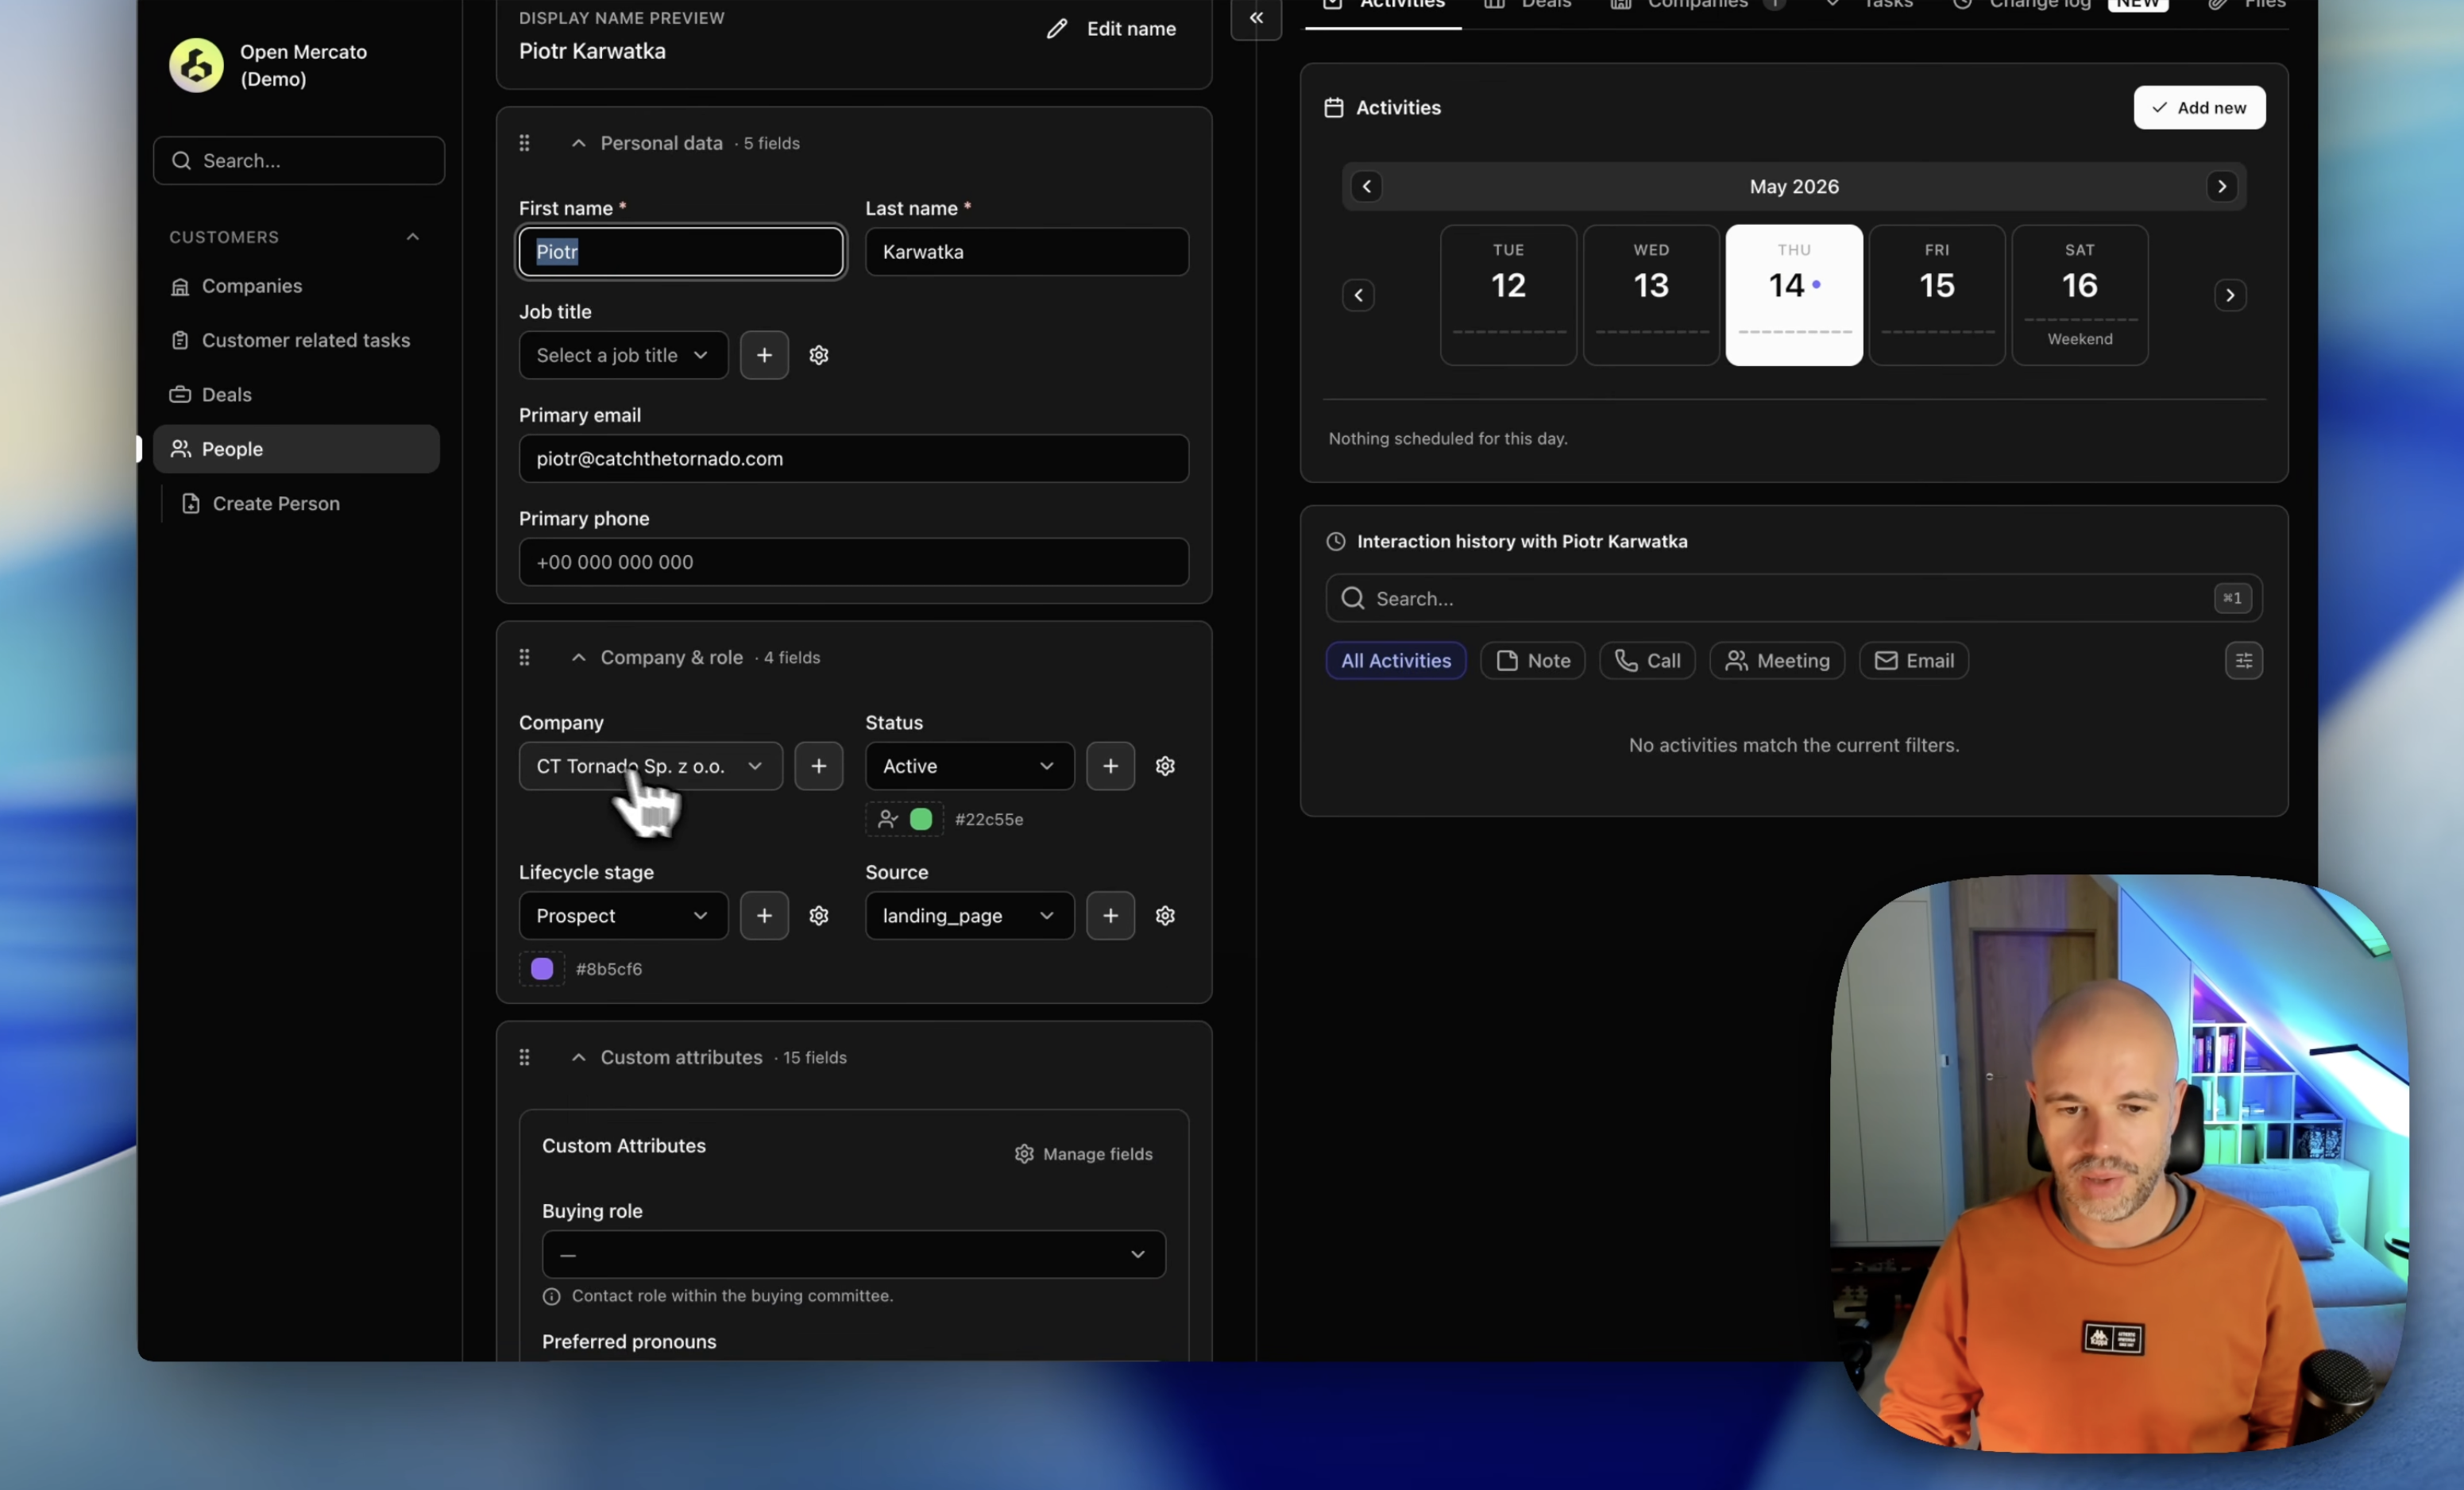 Open Mercato
(Demo)
Search...
CUSTOMERS
Companies
Customer related tasks
Deals
People
Create Person
DISPLAY NAME PREVIEW
Piotr Karwatka
Edit name
Personal data · 5 fields
First name *
Last name *
Piotr
Karwatka
Job title
Select a job title
Primary email
piotr@catchthetornado.com
Primary phone
+00 000 000 000
Company & role · 4 fields
Company
Status
CT Tornado Sp. z o.o.
Active
#22c55e
Lifecycle stage
Source
Prospect
landing_page
#8b5cf6
Custom attributes · 15 fields
Custom Attributes
Manage fields
Buying role
—
Contact role within the buying committee.
Preferred pronouns
Activities
Deals
Companies 1
Tasks
Change log NEW
Files
Activities
Add new
May 2026
TUE
12
WED
13
THU
14
FRI
15
SAT
16
Weekend
Nothing scheduled for this day.
Interaction history with Piotr Karwatka
Search...
⌘1
All Activities
Note
Call
Meeting
Email
No activities match the current filters.